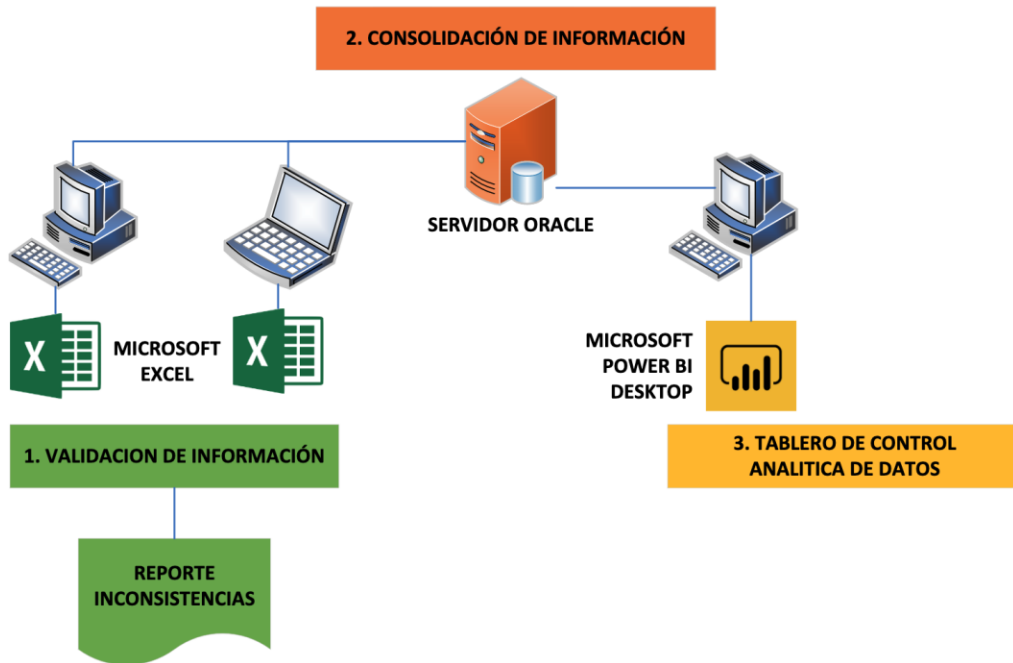 2. CONSOLIDACIÓN DE INFORMACIÓN
SERVIDOR ORACLE
X
MICROSOFT
EXCEL
X
MICROSOFT
POWER BI
DESKTOP
1. VALIDACION DE INFORMACIÓN
3. TABLERO DE CONTROL
ANALITICA DE DATOS
REPORTE
INCONSISTENCIAS